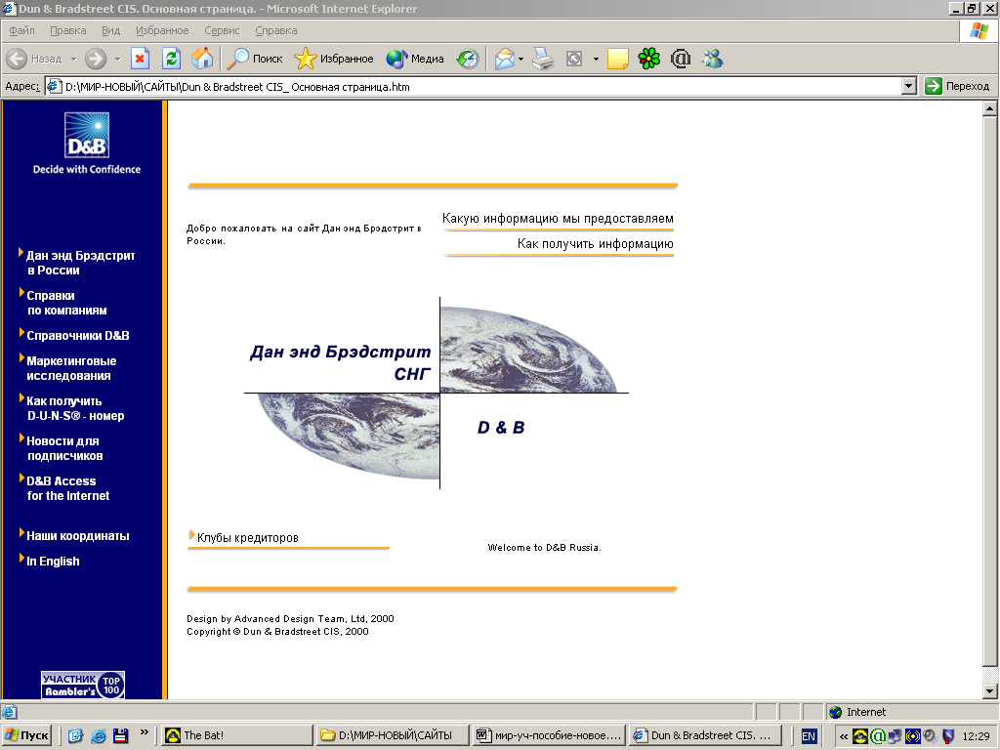 Dun & Bradstreet CIS. Основная страница. - Microsoft Internet Explorer
Файл Правка Вид Избранное Сервис Справка
Назад Поиск Избранное Медиа
Адрес: D:\МИР-НОВЫЙ\САЙТЫ\Dun & Bradstreet CIS_ Основная страница.htm Переход
D&B
Decide with Confidence
Дан энд Брэдстрит
в России
Справки
по компаниям
Справочники D&B
Маркетинговые
исследования
Как получить
D-U-N-S® - номер
Новости для
подписчиков
D&B Access
for the Internet
Наши координаты
In English
УЧАСТНИК
Rambler's
TOP
100
Добро пожаловать на сайт Дан энд Брэдстрит в
России.
Какую информацию мы предоставляем
Как получить информацию
Дан энд Брэдстрит
СНГ
D & B
Клубы кредиторов
Welcome to D&B Russia.
Design by Advanced Design Team, Ltd, 2000
Copyright © Dun & Bradstreet CIS, 2000
Internet
Пуск » The Bat! D:\МИР-НОВЫЙ\САЙТЫ мир-уч-пособие-новое.... Dun & Bradstreet CIS. ... EN « 12:29